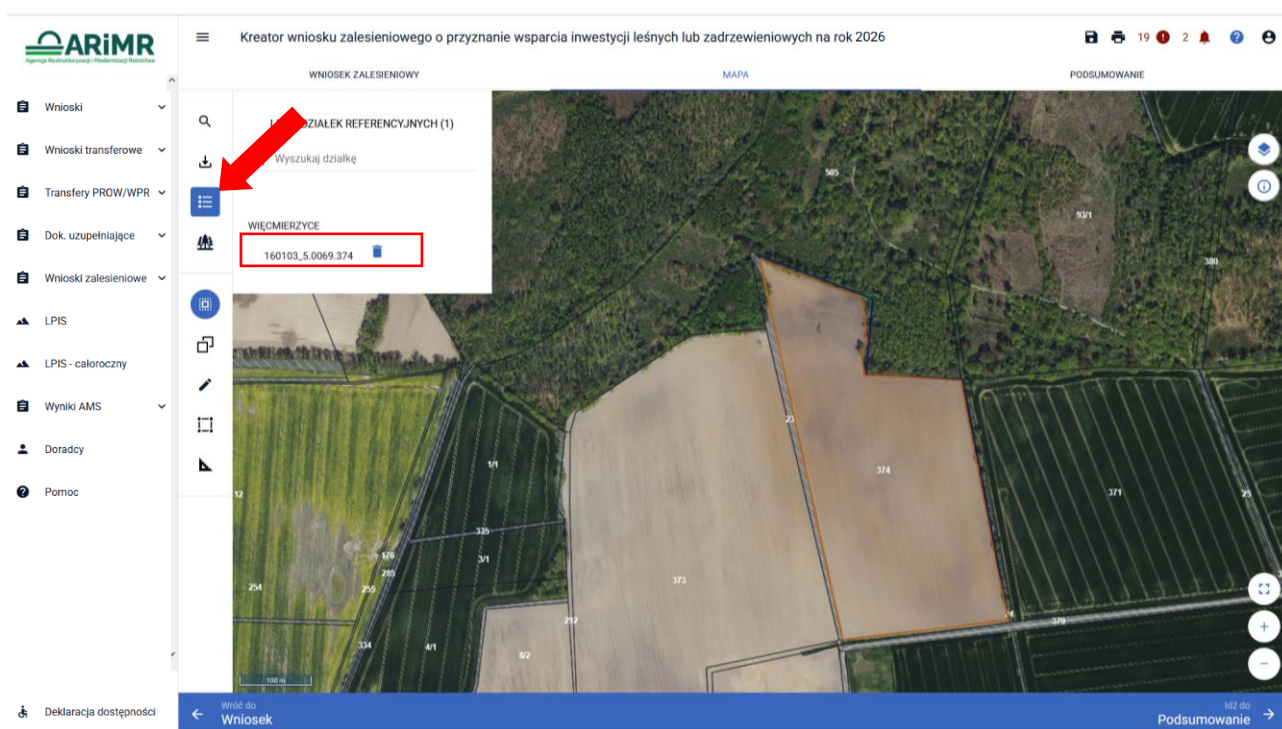 ARiMR
Agencja Restrukturyzacji i Modernizacji Rolnictwa
Kreator wniosku zalesieniowego o przyznanie wsparcia inwestycji leśnych lub zadrzewieniowych na rok 2026
19
2
WNIOSEK ZALESIENIOWY
MAPA
PODSUMOWANIE
Wnioski
Wnioski transferowe
Transfery PROW/WPR
Dok. uzupełniające
Wnioski zalesieniowe
LPIS
LPIS - całoroczny
Wyniki AMS
Doradcy
Pomoc
Deklaracja dostępności
DZIAŁEK REFERENCYJNYCH (1)
Wyszukaj działkę
WIĘCMIERZYCE
160103_5.0069.374
505
93/1
380
23
374
371
25
1/1
12
335
3/1
176
285
254
255
373
292
379
334
4/1
8/2
100 m
Wróć do
Wniosek
Idź do
Podsumowanie